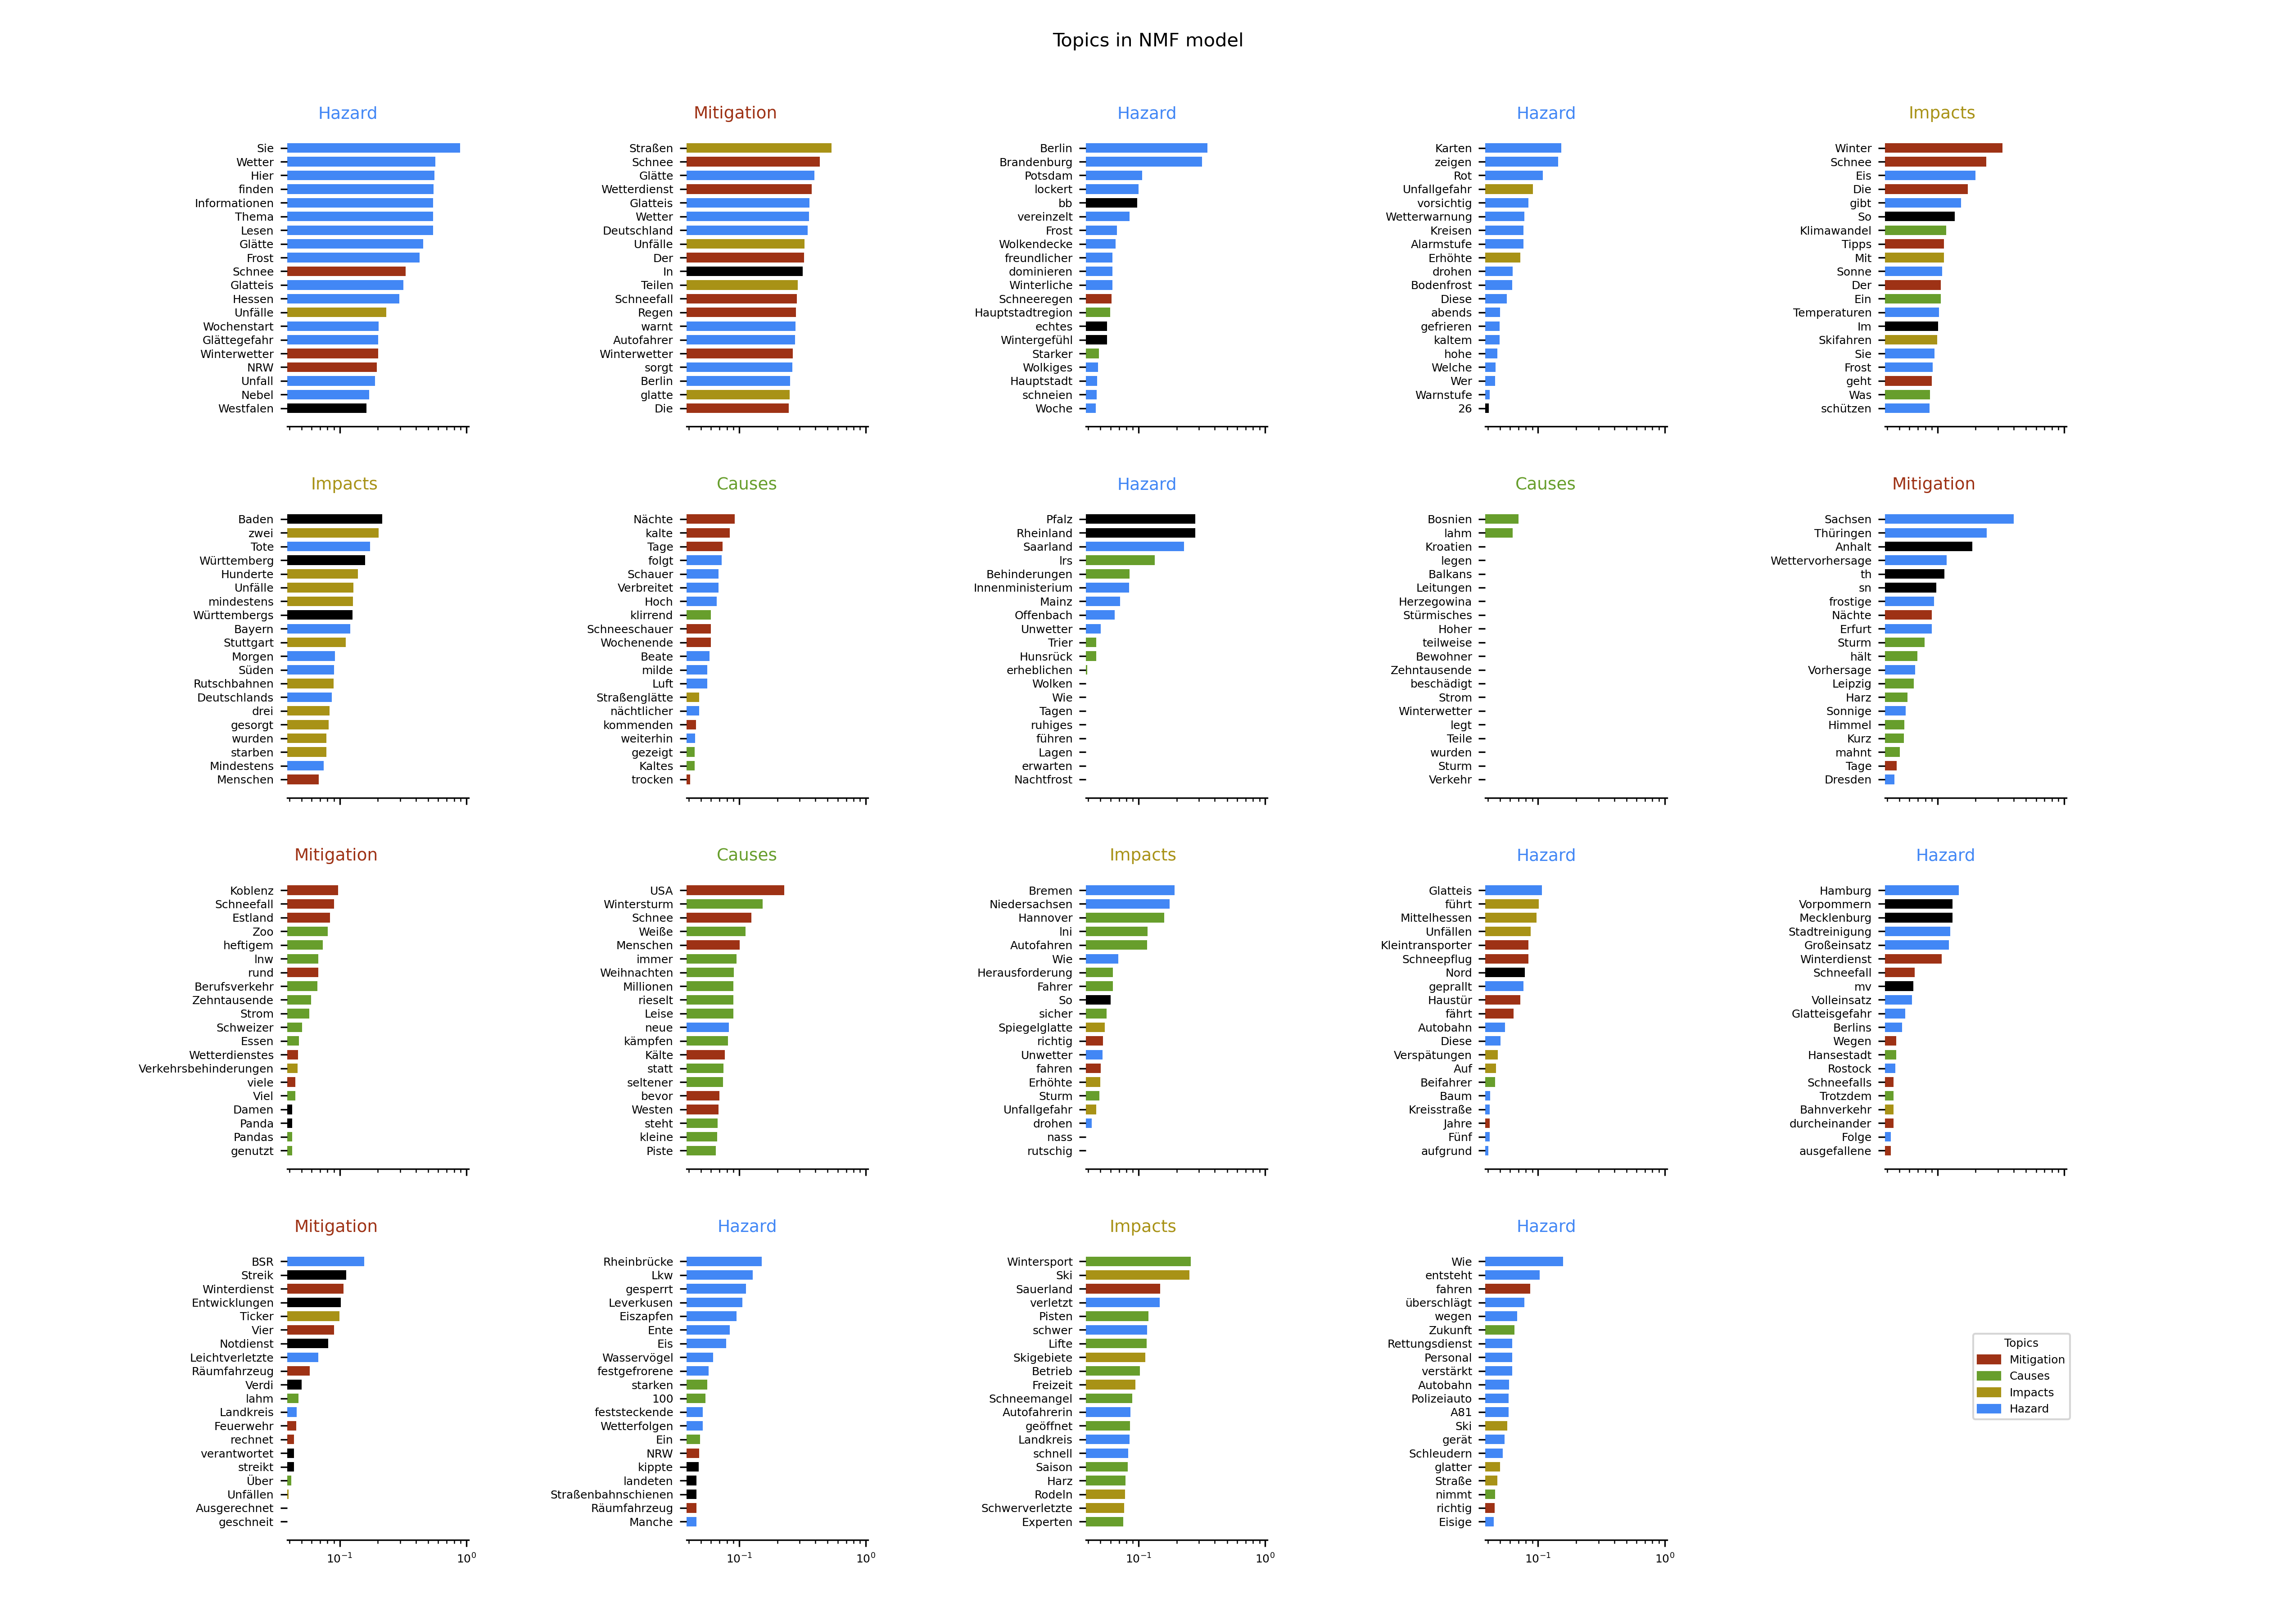 Topics in NMF model
Hazard
Sie
Wetter
Hier
finden
Informationen
Thema
Lesen
Glätte
Frost
Schnee
Glatteis
Hessen
Unfälle
Wochenstart
Glättegefahr
Winterwetter
NRW
Unfall
Nebel
Westfalen
Mitigation
Straßen
Schnee
Glätte
Wetterdienst
Glatteis
Wetter
Deutschland
Unfälle
Der
In
Teilen
Schneefall
Regen
warnt
Autofahrer
Winterwetter
sorgt
Berlin
glatte
Die
Hazard
Berlin
Brandenburg
Potsdam
lockert
bb
vereinzelt
Frost
Wolkendecke
freundlicher
dominieren
Winterliche
Schneeregen
Hauptstadtregion
echtes
Wintergefühl
Starker
Wolkiges
Hauptstadt
schneien
Woche
Hazard
Karten
zeigen
Rot
Unfallgefahr
vorsichtig
Wetterwarnung
Kreisen
Alarmstufe
Erhöhte
drohen
Bodenfrost
Diese
abends
gefrieren
kaltem
hohe
Welche
Wer
Warnstufe
26
Impacts
Winter
Schnee
Eis
Die
gibt
So
Klimawandel
Tipps
Mit
Sonne
Der
Ein
Temperaturen
Im
Skifahren
Sie
Frost
geht
Was
schützen
Impacts
Baden
zwei
Tote
Württemberg
Hunderte
Unfälle
mindestens
Württembergs
Bayern
Stuttgart
Morgen
Süden
Rutschbahnen
Deutschlands
drei
gesorgt
wurden
starben
Mindestens
Menschen
Causes
Nächte
kalte
Tage
folgt
Schauer
Verbreitet
Hoch
klirrend
Schneeschauer
Wochenende
Beate
milde
Luft
Straßenglätte
nächtlicher
kommenden
weiterhin
gezeigt
Kaltes
trocken
Hazard
Pfalz
Rheinland
Saarland
lrs
Behinderungen
Innenministerium
Mainz
Offenbach
Unwetter
Trier
Hunsrück
erheblichen
Wolken
Wie
Tagen
ruhiges
führen
Lagen
erwarten
Nachtfrost
Causes
Bosnien
lahm
Kroatien
legen
Balkans
Leitungen
Herzegowina
Stürmisches
Hoher
teilweise
Bewohner
Zehntausende
beschädigt
Strom
Winterwetter
legt
Teile
wurden
Sturm
Verkehr
Mitigation
Sachsen
Thüringen
Anhalt
Wettervorhersage
th
sn
frostige
Nächte
Erfurt
Sturm
hält
Vorhersage
Leipzig
Harz
Sonnige
Himmel
Kurz
mahnt
Tage
Dresden
Mitigation
Koblenz
Schneefall
Estland
Zoo
heftigem
lnw
rund
Berufsverkehr
Zehntausende
Strom
Schweizer
Essen
Wetterdienstes
Verkehrsbehinderungen
viele
Viel
Damen
Panda
Pandas
genutzt
Causes
USA
Wintersturm
Schnee
Weiße
Menschen
immer
Weihnachten
Millionen
rieselt
Leise
neue
kämpfen
Kälte
statt
seltener
bevor
Westen
steht
kleine
Piste
Impacts
Bremen
Niedersachsen
Hannover
lni
Autofahren
Wie
Herausforderung
Fahrer
So
sicher
Spiegelglatte
richtig
Unwetter
fahren
Erhöhte
Sturm
Unfallgefahr
drohen
nass
rutschig
Hazard
Glatteis
führt
Mittelhessen
Unfällen
Kleintransporter
Schneepflug
Nord
geprallt
Haustür
fährt
Autobahn
Diese
Verspätungen
Auf
Beifahrer
Baum
Kreisstraße
Jahre
Fünf
aufgrund
Hazard
Hamburg
Vorpommern
Mecklenburg
Stadtreinigung
Großeinsatz
Winterdienst
Schneefall
mv
Volleinsatz
Glatteisgefahr
Berlins
Wegen
Hansestadt
Rostock
Schneefalls
Trotzdem
Bahnverkehr
durcheinander
Folge
ausgefallene
Mitigation
BSR
Streik
Winterdienst
Entwicklungen
Ticker
Vier
Notdienst
Leichtverletzte
Räumfahrzeug
Verdi
lahm
Landkreis
Feuerwehr
rechnet
verantwortet
streikt
Über
Unfällen
Ausgerechnet
geschneit
10⁻¹ 10⁰
Hazard
Rheinbrücke
Lkw
gesperrt
Leverkusen
Eiszapfen
Ente
Eis
Wasservögel
festgefrorene
starken
100
feststeckende
Wetterfolgen
Ein
NRW
kippte
landeten
Straßenbahnschienen
Räumfahrzeug
Manche
10⁻¹ 10⁰
Impacts
Wintersport
Ski
Sauerland
verletzt
Pisten
schwer
Lifte
Skigebiete
Betrieb
Freizeit
Schneemangel
Autofahrerin
geöffnet
Landkreis
schnell
Saison
Harz
Rodeln
Schwerverletzte
Experten
10⁻¹ 10⁰
Hazard
Wie
entsteht
fahren
überschlägt
wegen
Zukunft
Rettungsdienst
Personal
verstärkt
Autobahn
Polizeiauto
A81
Ski
gerät
Schleudern
glatter
Straße
nimmt
richtig
Eisige
10⁻¹ 10⁰
Topics
Mitigation
Causes
Impacts
Hazard